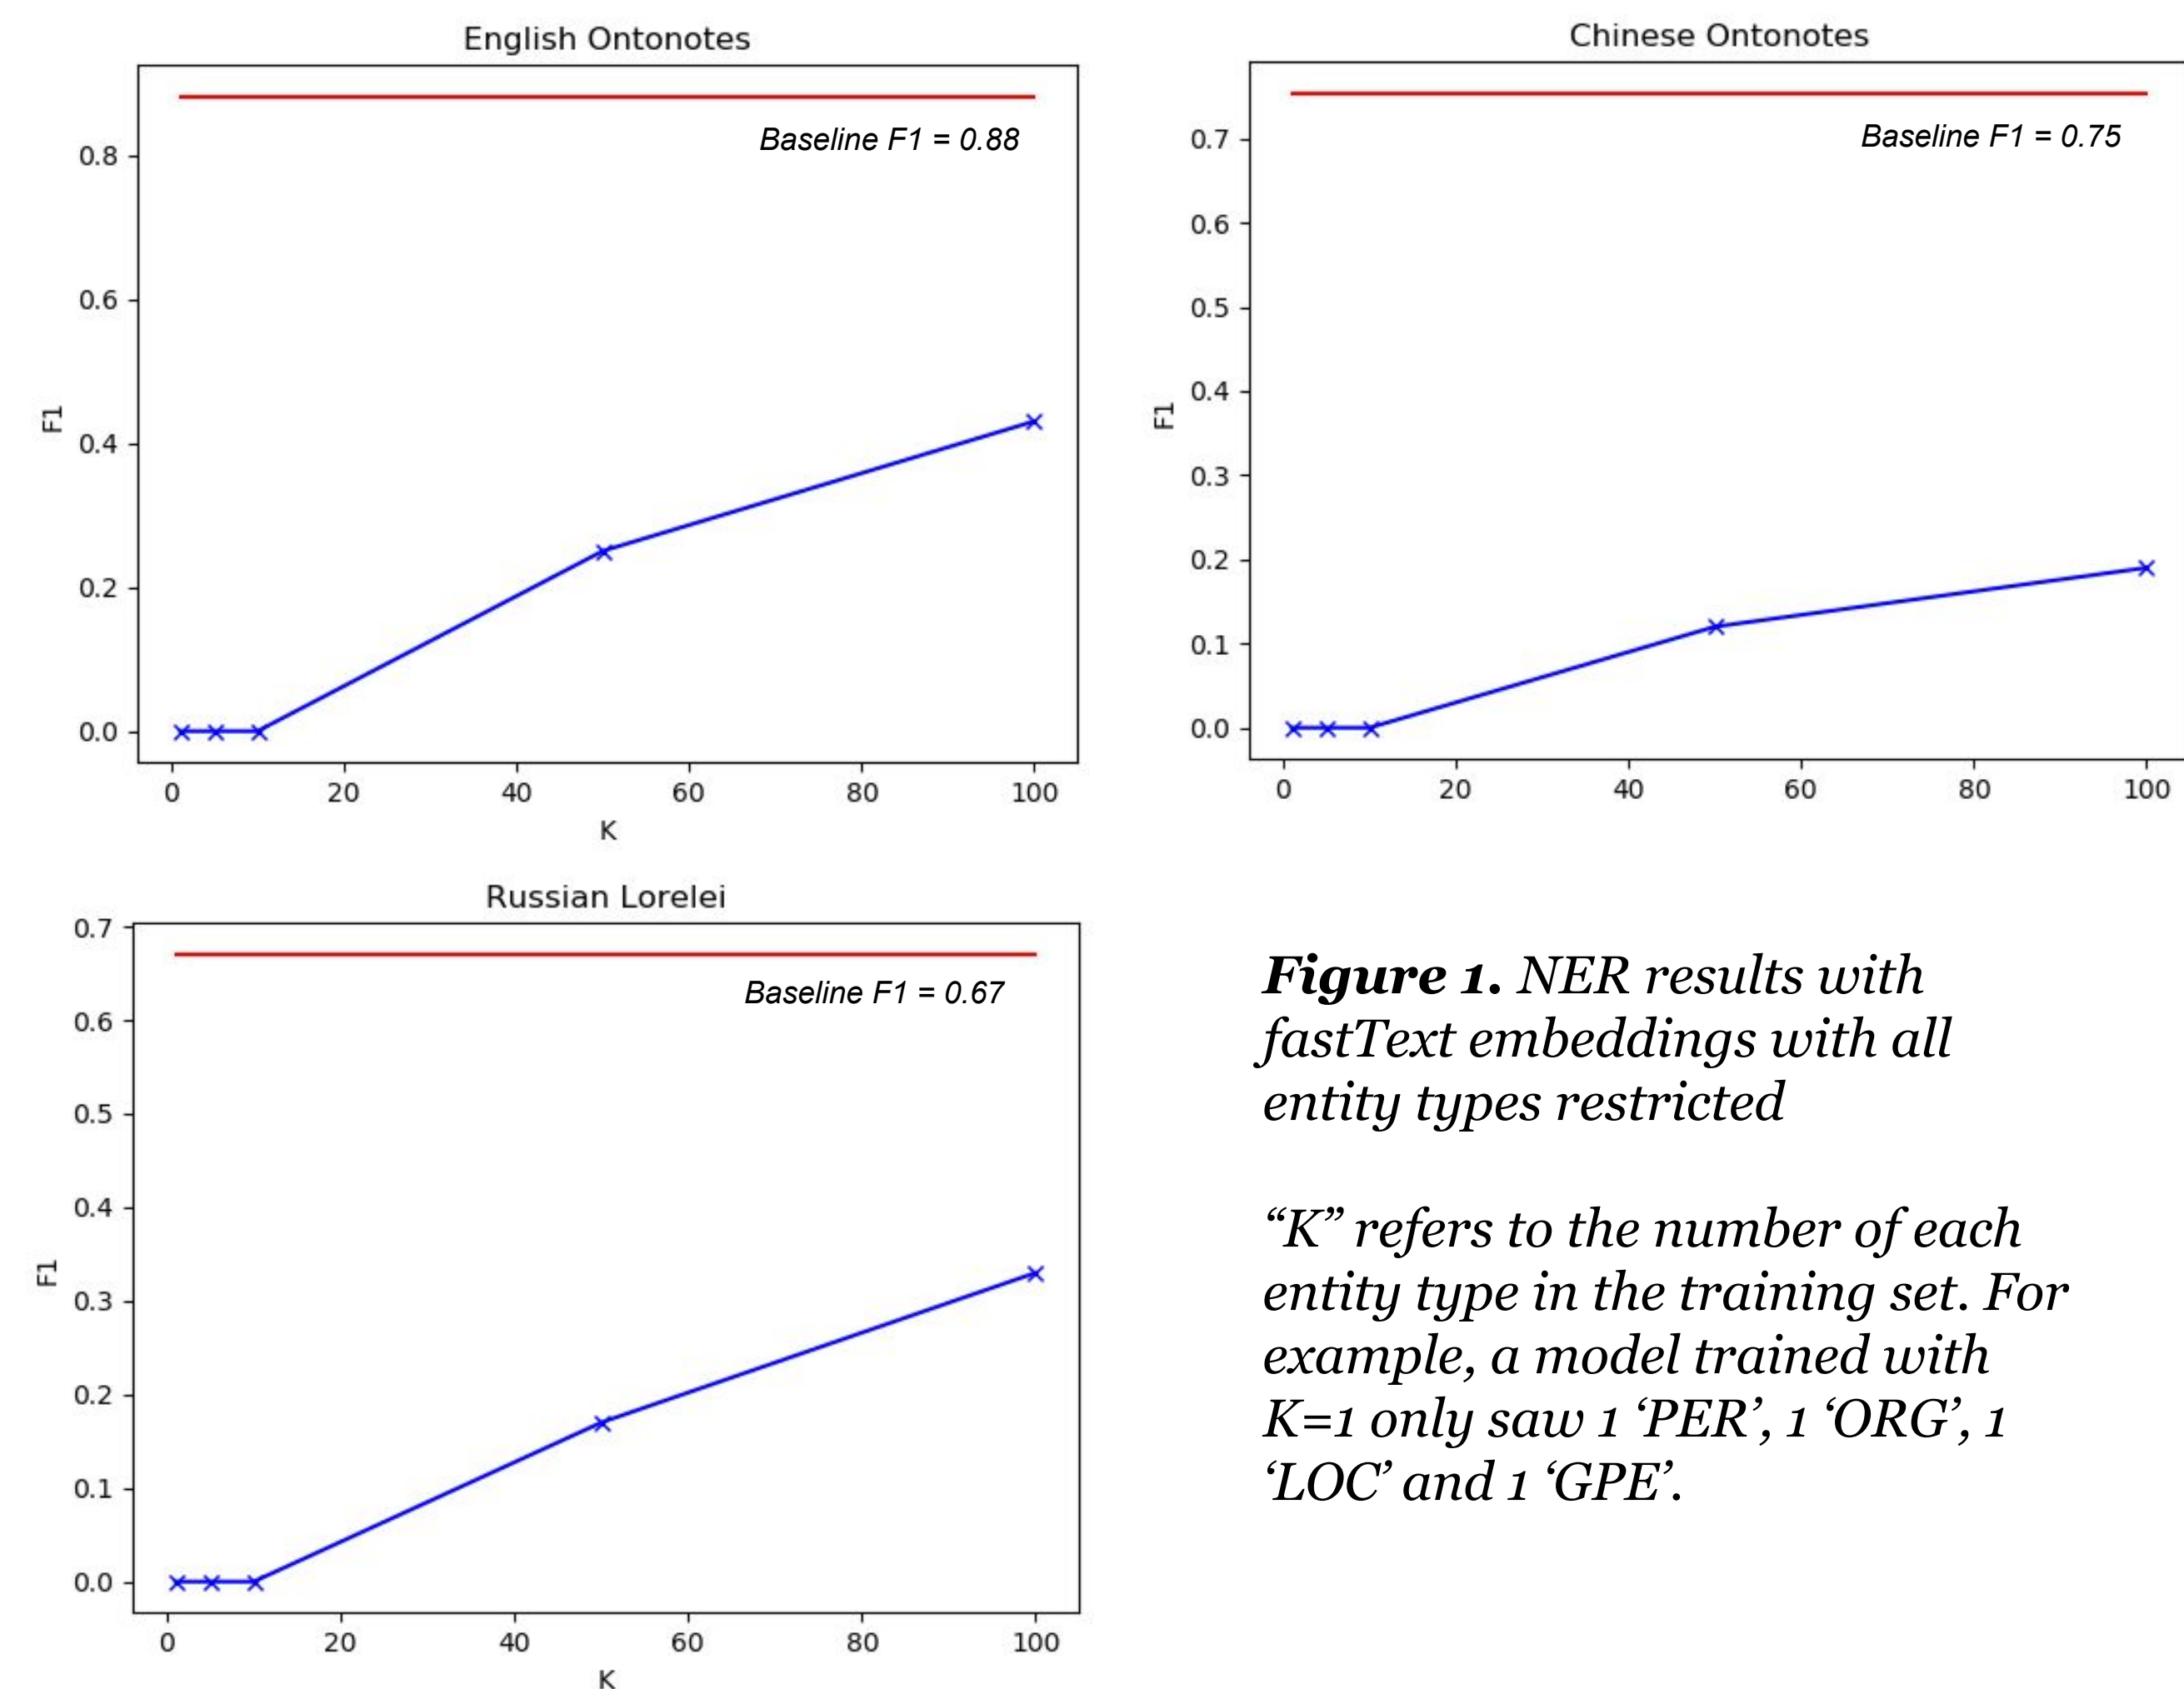 English Ontonotes
Baseline F1 = 0.88
0.8
0.6
0.4
0.2
0.0
F1
0 20 40 60 80 100
K
Chinese Ontonotes
Baseline F1 = 0.75
0.7
0.6
0.5
0.4
0.3
0.2
0.1
0.0
F1
0 20 40 60 80 100
Russian Lorelei
Baseline F1 = 0.67
0.7
0.6
0.5
0.4
0.3
0.2
0.1
0.0
F1
0 20 40 60 80 100
K
Figure 1. NER results with
fastText embeddings with all
entity types restricted
“K” refers to the number of each
entity type in the training set. For
example, a model trained with
K=1 only saw 1 ‘PER’, 1 ‘ORG’, 1
‘LOC’ and 1 ‘GPE’.